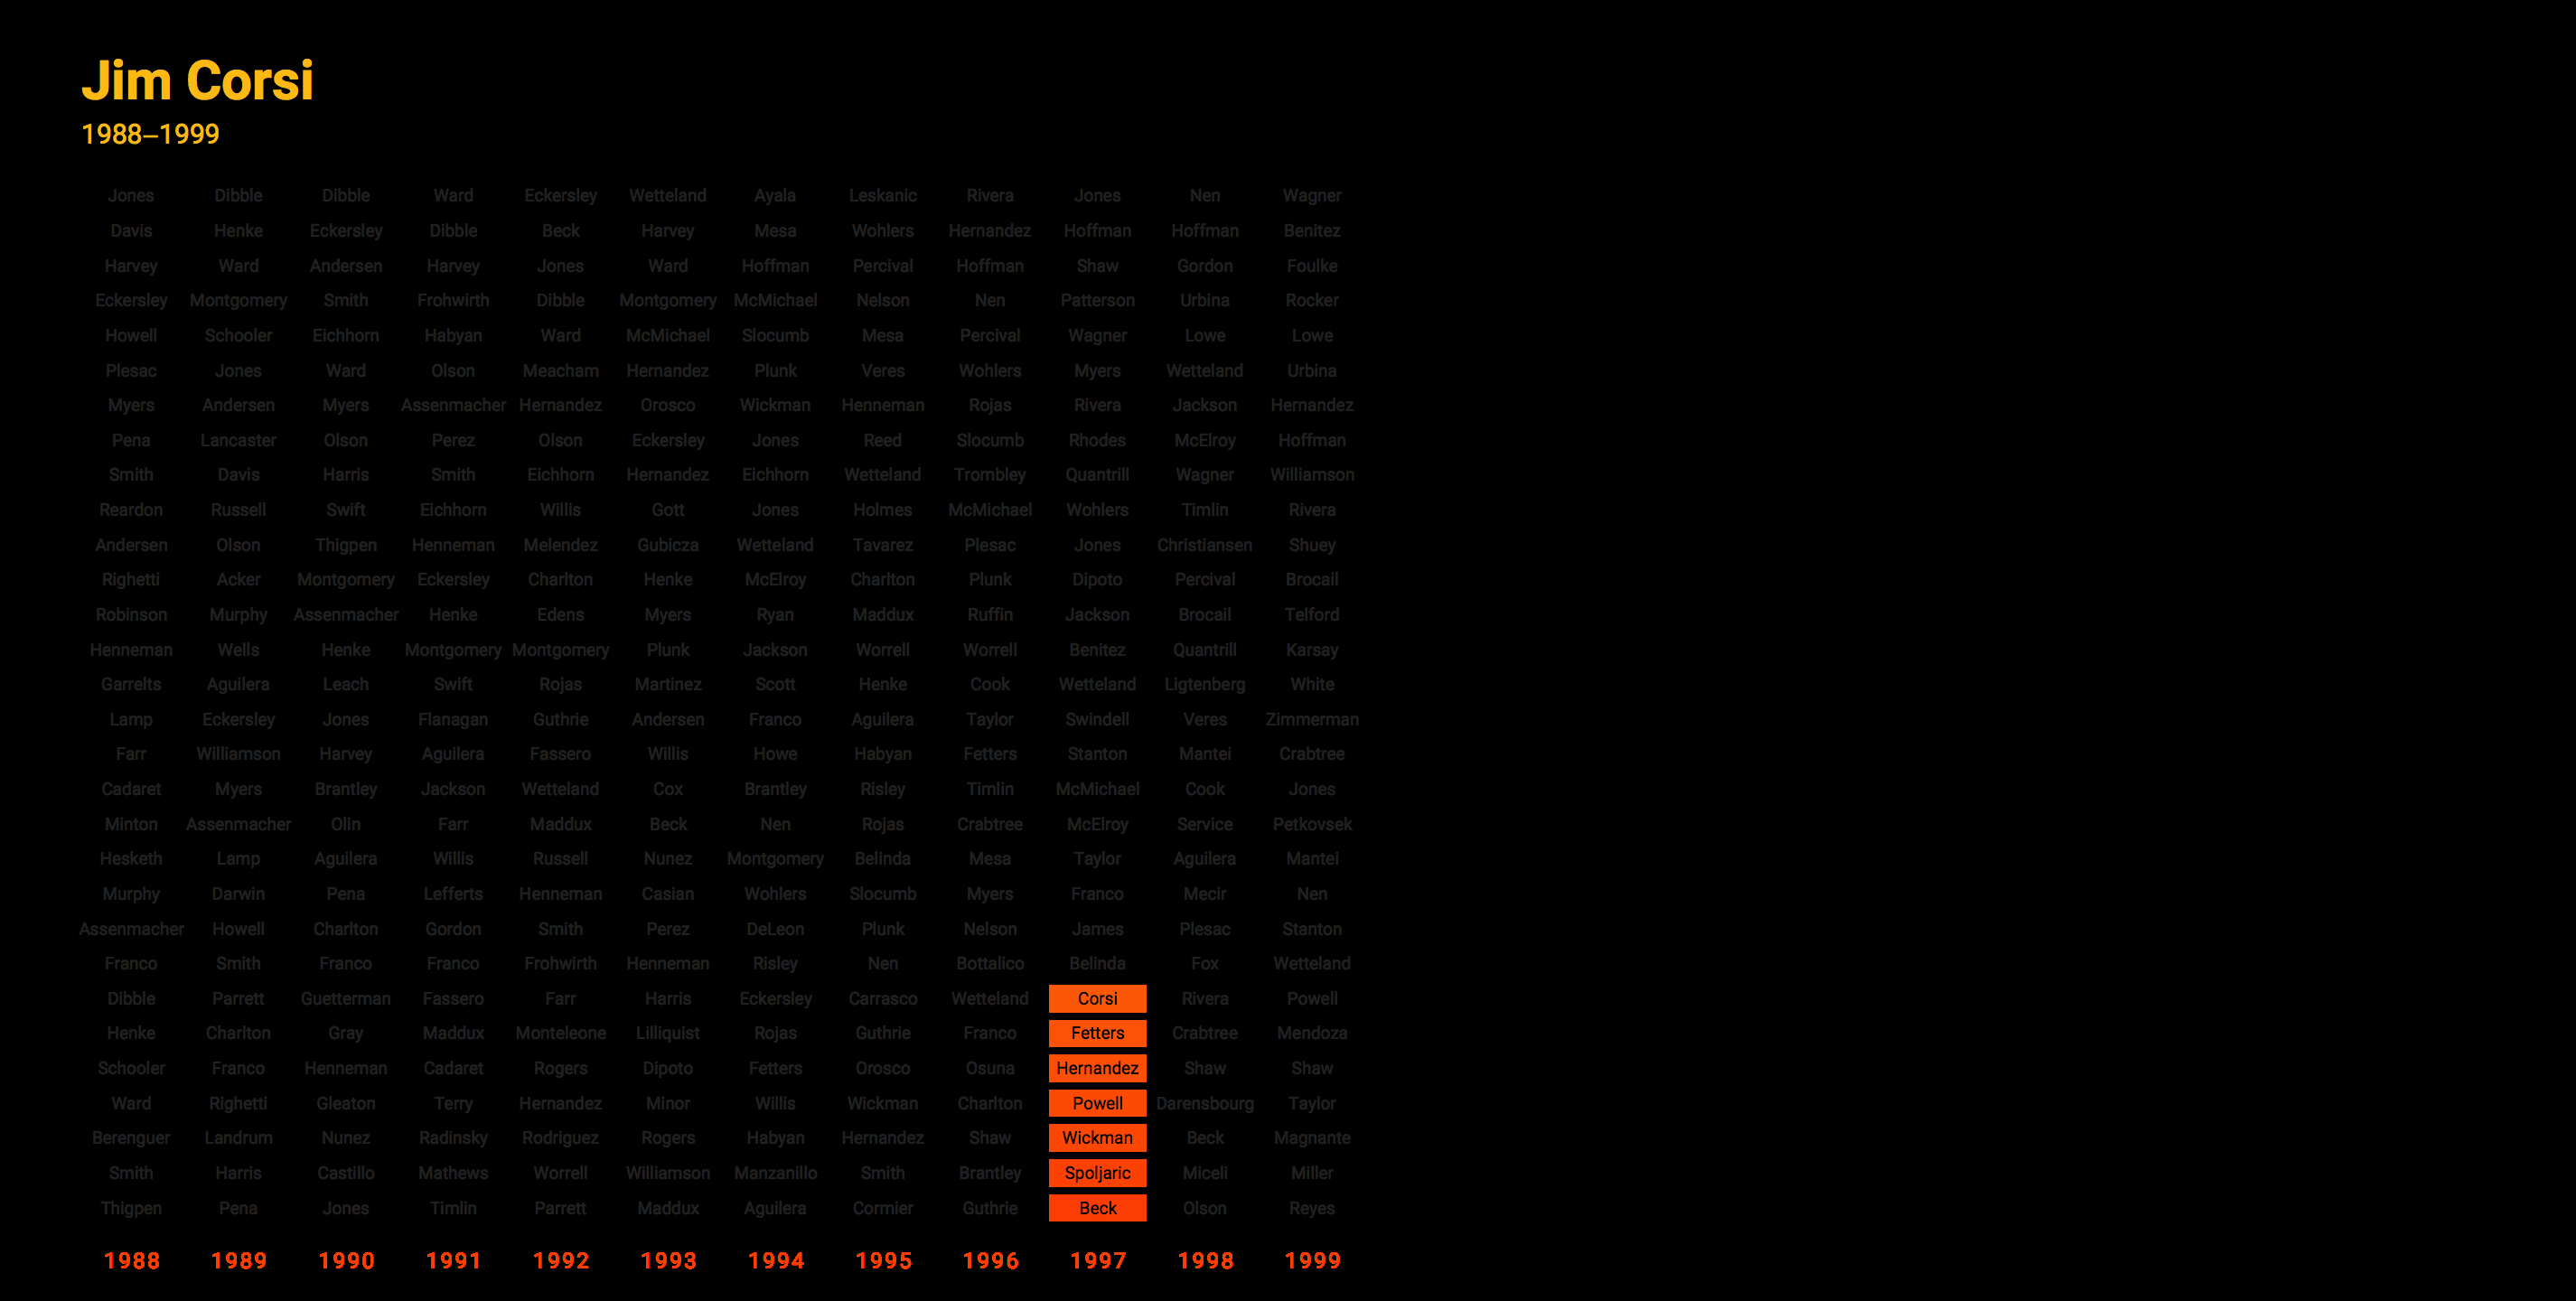 Jim Corsi
1988–1999
Jones Dibble Dibble Ward Eckersley Wetteland Ayala Leskanic Rivera Jones Nen Wagner
Davis Henke Eckersley Dibble Beck Harvey Mesa Wohlers Hernandez Hoffman Hoffman Benitez
Harvey Ward Andersen Harvey Jones Ward Hoffman Percival Hoffman Shaw Gordon Foulke
Eckersley Montgomery Smith Frohwirth Dibble Montgomery McMichael Nelson Nen Patterson Urbina Rocker
Howell Schooler Eichhorn Habyan Ward McMichael Slocumb Mesa Percival Wagner Lowe Lowe
Plesac Jones Ward Olson Meacham Hernandez Plunk Veres Wohlers Myers Wetteland Urbina
Myers Andersen Myers Assenmacher Hernandez Orosco Wickman Henneman Rojas Rivera Jackson Hernandez
Pena Lancaster Olson Perez Olson Eckersley Jones Reed Slocumb Rhodes McElroy Hoffman
Smith Davis Harris Smith Eichhorn Hernandez Eichhorn Wetteland Trombley Quantrill Wagner Williamson
Reardon Russell Swift Eichhorn Willis Gott Jones Holmes McMichael Wohlers Timlin Rivera
Andersen Olson Thigpen Henneman Melendez Gubicza Wetteland Tavarez Plesac Jones Christiansen Shuey
Righetti Acker Montgomery Eckersley Charlton Henke McElroy Charlton Plunk Dipoto Percival Brocail
Robinson Murphy Assenmacher Henke Edens Myers Ryan Maddux Ruffin Jackson Brocail Telford
Henneman Wells Henke Montgomery Montgomery Plunk Jackson Worrell Worrell Benitez Quantrill Karsay
Garrelts Aguilera Leach Swift Rojas Martinez Scott Henke Cook Wetteland LIgtenberg White
Lamp Eckersley Jones Flanagan Guthrie Andersen Franco Aguilera Taylor Swindell Veres Zimmerman
Farr Williamson Harvey Aguilera Fassero Willis Howe Habyan Fetters Stanton Mantei Crabtree
Cadaret Myers Brantley Jackson Wetteland Cox Brantley Risley Timlin McMichael Cook Jones
Minton Assenmacher Olin Farr Maddux Beck Nen Rojas Crabtree McElroy Service Petkovsek
Hesketh Lamp Aguilera Willis Russell Nunez Montgomery Belinda Mesa Taylor Aguilera Mantei
Murphy Darwin Pena Lefferts Henneman Casian Wohlers Slocumb Myers Franco Mecir Nen
Assenmacher Howell Charlton Gordon Smith Perez DeLeon Plunk Nelson James Plesac Stanton
Franco Smith Franco Franco Frohwirth Henneman Risley Nen Bottalico Belinda Fox Wetteland
Dibble Parrett Guetterman Fassero Farr Harris Eckersley Carrasco Wetteland Corsi Rivera Powell
Henke Charlton Gray Maddux Monteleone Lilliquist Rojas Guthrie Franco Fetters Crabtree Mendoza
Schooler Franco Henneman Cadaret Rogers Dipoto Fetters Orosco Osuna Hernandez Shaw Shaw
Ward Righetti Gleaton Terry Hernandez Minor Willis Wickman Charlton Powell Darensbourg Taylor
Berenguer Landrum Nunez Radinsky Rodriguez Rogers Habyan Hernandez Shaw Wickman Beck Magnante
Smith Harris Castillo Mathews Worrell Williamson Manzanillo Smith Brantley Spoljaric Miceli Miller
Thigpen Pena Jones Timlin Parrett Maddux Aguilera Cormier Guthrie Beck Olson Reyes
1988 1989 1990 1991 1992 1993 1994 1995 1996 1997 1998 1999